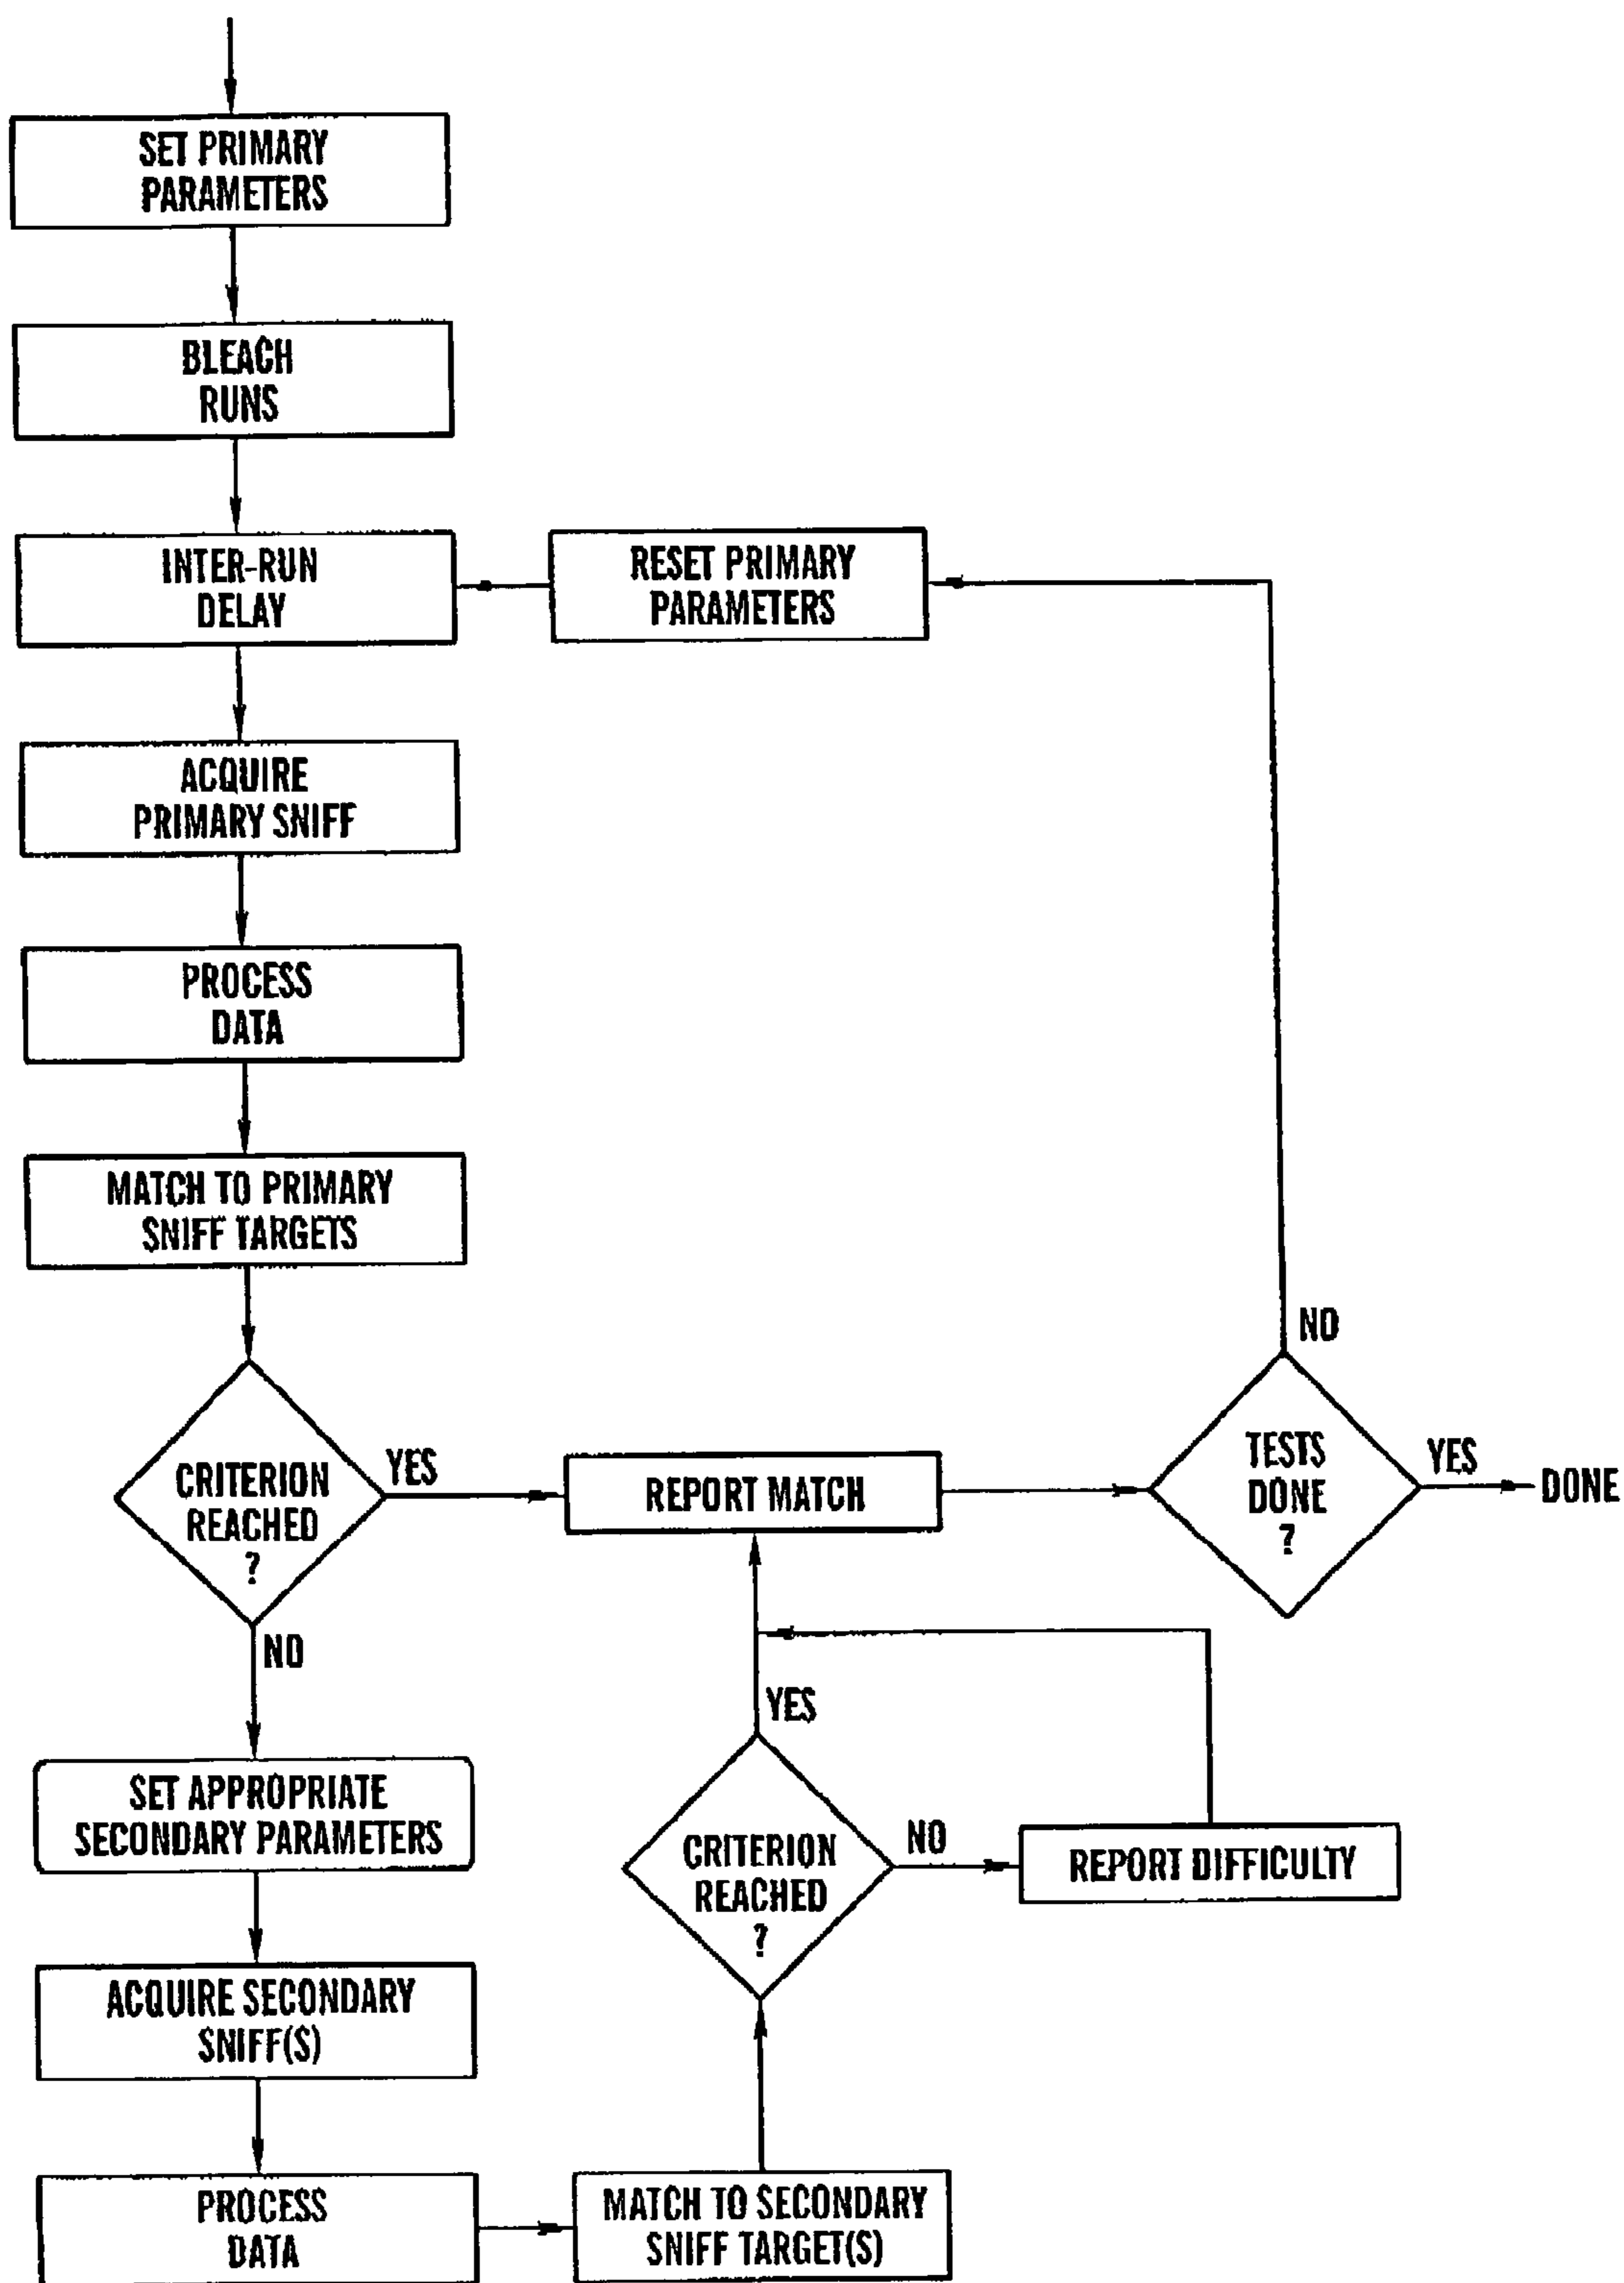 SET PRIMARY
PARAMETERS
BLEACH
RUNS
INTER-RUN
DELAY
RESET PRIMARY
PARAMETERS
ACQUIRE
PRIMARY SNIFF
PROCESS
DATA
MATCH TO PRIMARY
SNIFF TARGETS
CRITERION
REACHED
?
YES
NO
REPORT MATCH
TESTS
DONE
?
NO
YES
DONE
SET APPROPRIATE
SECONDARY PARAMETERS
ACQUIRE SECONDARY
SNIFF(S)
PROCESS
DATA
MATCH TO SECONDARY
SNIFF TARGET(S)
CRITERION
REACHED
?
YES
NO
REPORT DIFFICULTY